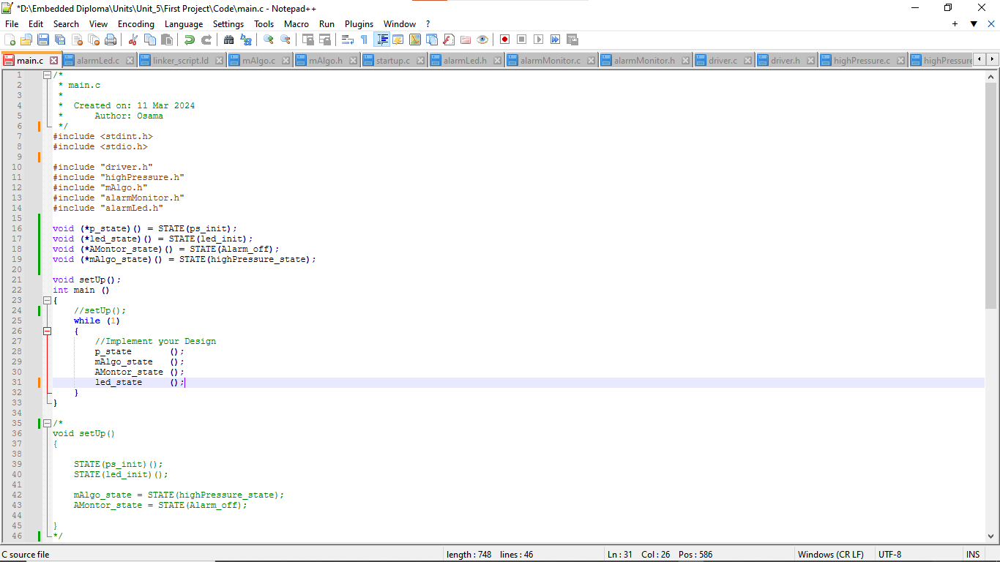 *D:\Embedded Diploma\Units\Unit_5\First Project\Code\main.c - Notepad++
File Edit Search View Encoding Language Settings Tools Macro Run Plugins Window ?
main.c alarmLed.c linker_script.ld mAlgo.c mAlgo.h startup.c alarmLed.h alarmMonitor.c alarmMonitor.h driver.c driver.h highPressure.c highPressure
1 /*
2 * main.c
3 *
4 * Created on: 11 Mar 2024
5 * Author: Osama
6 */
7 #include <stdint.h>
8 #include <stdio.h>
9
10 #include "driver.h"
11 #include "highPressure.h"
12 #include "mAlgo.h"
13 #include "alarmMonitor.h"
14 #include "alarmLed.h"
15
16 void (*p_state)() = STATE(ps_init);
17 void (*led_state)() = STATE(led_init);
18 void (*AMontor_state)() = STATE(Alarm_off);
19 void (*mAlgo_state)() = STATE(highPressure_state);
20
21 void setUp();
22 int main ()
23 {
24 //setUp();
25 while (1)
26 {
27 //Implement your Design
28 p_state ();
29 mAlgo_state ();
30 AMontor_state ();
31 led_state ();
32 }
33 }
34
35 /*
36 void setUp()
37 {
38
39 STATE(ps_init)();
40 STATE(led_init)();
41
42 mAlgo_state = STATE(highPressure_state);
43 AMontor_state = STATE(Alarm_off);
44
45 }
46 */
C source file length : 748 lines : 46 Ln : 31 Col : 26 Pos : 586 Windows (CR LF) UTF-8 INS